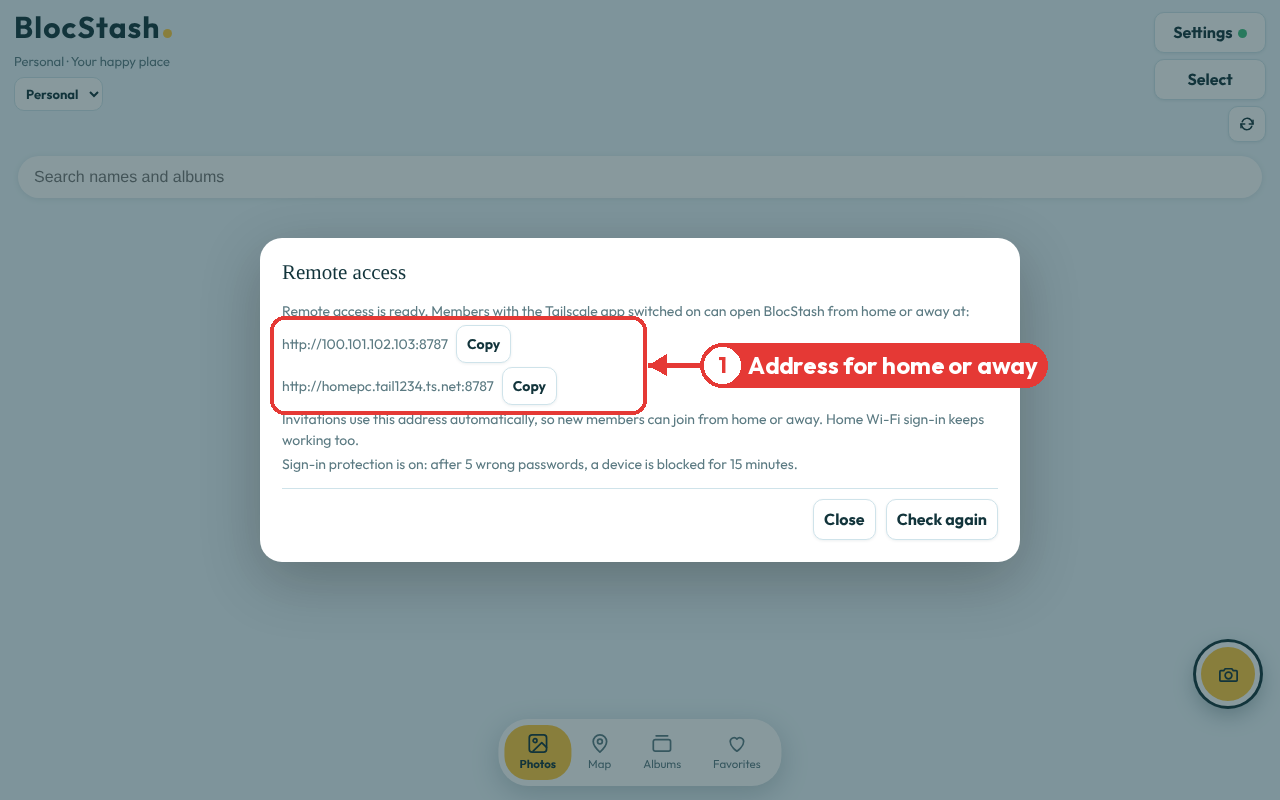 BlocStash.
Personal · Your happy place
Personal
Settings
Select
Search names and albums
Remote access
Remote access is ready. Members with the Tailscale app switched on can open BlocStash from home or away at:
http://100.101.102.103:8787
Copy
http://homepc.tail1234.ts.net:8787
Copy
1 Address for home or away
Invitations use this address automatically, so new members can join from home or away. Home Wi-Fi sign-in keeps
working too.
Sign-in protection is on: after 5 wrong passwords, a device is blocked for 15 minutes.
Close
Check again
Photos
Map
Albums
Favorites